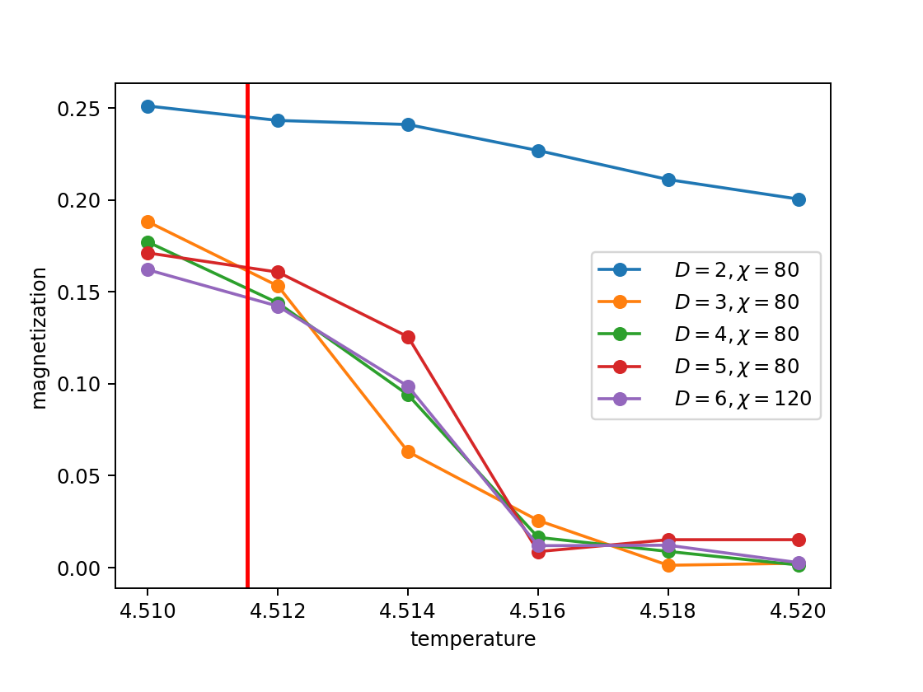 0.25
0.20
0.15
0.10
0.05
0.00
magnetization
D = 2, χ = 80
D = 3, χ = 80
D = 4, χ = 80
D = 5, χ = 80
D = 6, χ = 120
4.510 4.512 4.514 4.516 4.518 4.520
temperature